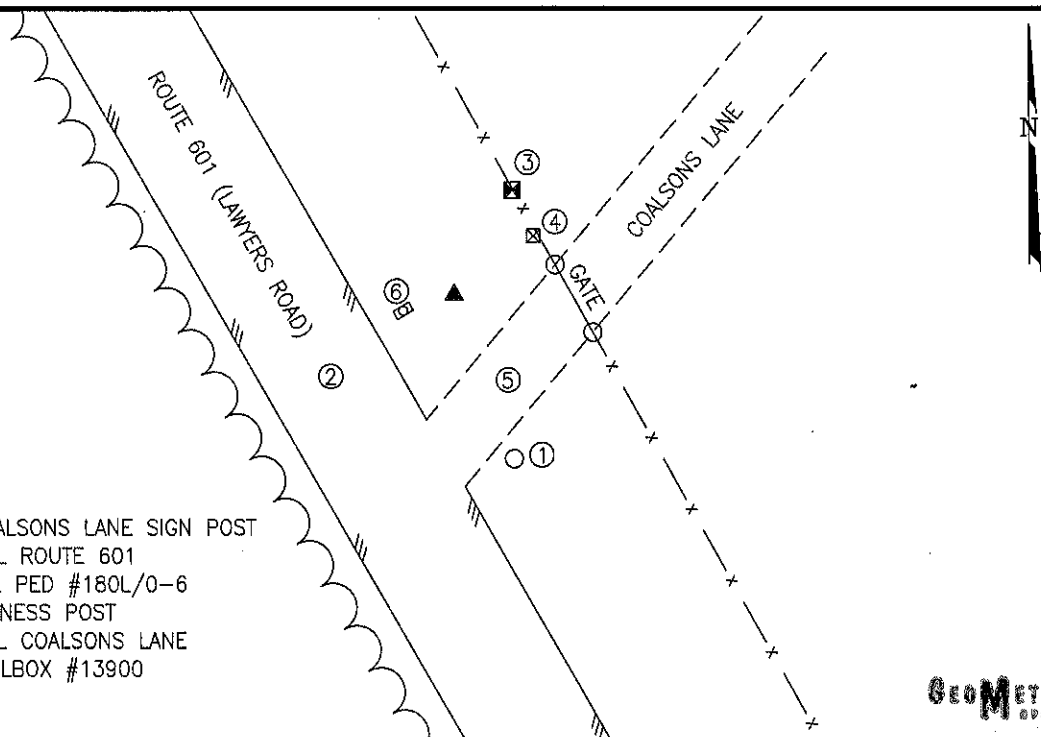 N
ROUTE 601 (LAWYERS ROAD)
COALSONS LANE
③
④
GATE
⑥
②
⑤
①
ALSONS LANE SIGN POST
L ROUTE 601
PED #180L/0-6
NESS POST
L COALSONS LANE
LBOX #13900
GEOMET